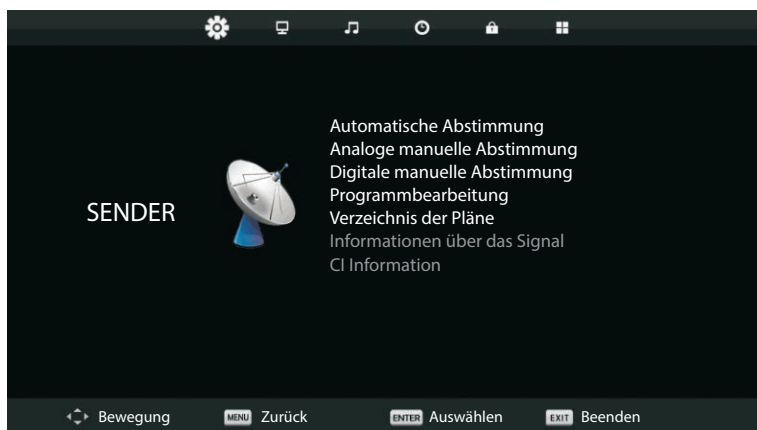 SENDER
Automatische Abstimmung
Analoge manuelle Abstimmung
Digitale manuelle Abstimmung
Programmbearbeitung
Verzeichnis der Pläne
Informationen über das Signal
CI Information
Bewegung MENU Zurück ENTER Auswählen EXIT Beenden